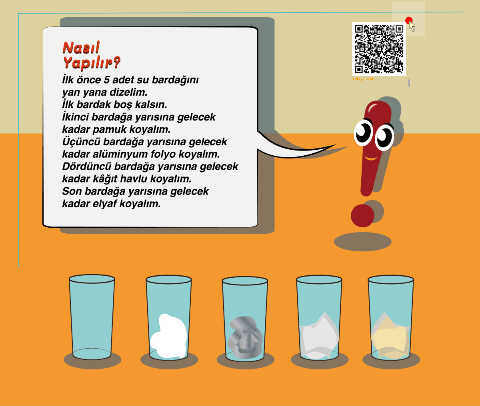 Nasıl
Yapılır?
İlk önce 5 adet su bardağını
yan yana dizelim.
İlk bardak boş kalsın.
İkinci bardağa yarısına gelecek
kadar pamuk koyalım.
Üçüncü bardağa yarısına gelecek
kadar alüminyum folyo koyalım.
Dördüncü bardağa yarısına gelecek
kadar kâğıt havlu koyalım.
Son bardağa yarısına gelecek
kadar elyaf koyalım.